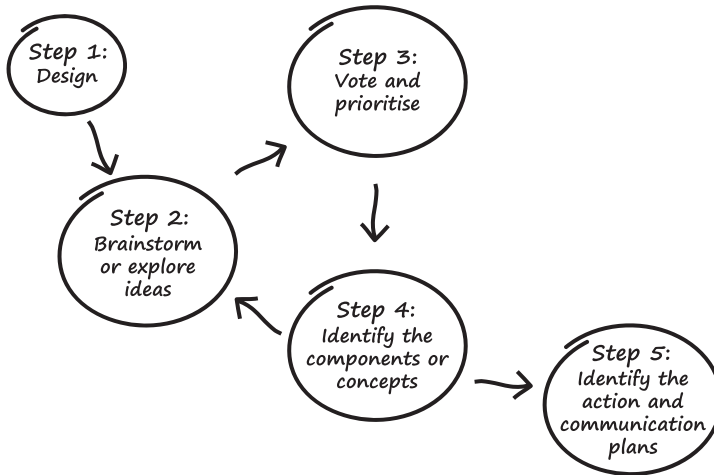 Step 1:
Design
Step 2:
Brainstorm
or explore
ideas
Step 3:
Vote and
prioritise
Step 4:
Identify the
components or
concepts
Step 5:
Identify the
action and
communication
plans